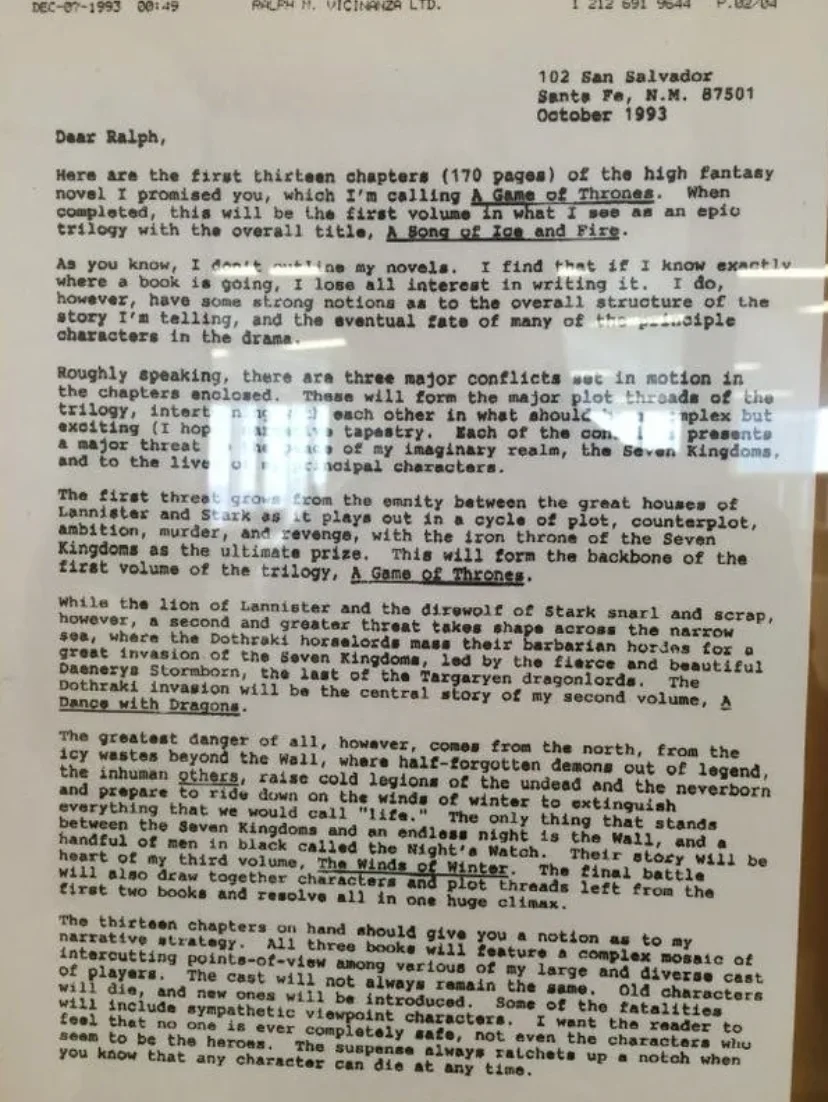 DEC-07-1993 00:49 RALPH M. VICINANZA LTD. 1 212 691 9644 P.02/04
102 San Salvador
Santa Fe, N.M. 87501
October 1993
Dear Ralph,
Here are the first thirteen chapters (170 pages) of the high fantasy
novel I promised you, which I'm calling A Game of Thrones. When
completed, this will be the first volume in what I see as an epic
trilogy with the overall title, A Song of Ice and Fire.
As you know, I don't outline my novels. I find that if I know exactly
where a book is going, I lose all interest in writing it. I do,
however, have some strong notions as to the overall structure of the
story I'm telling, and the eventual fate of many of the principle
characters in the drama.
Roughly speaking, there are three major conflicts set in motion in
the chapters enclosed. These will form the major plot threads of the
trilogy, each other in what should complex but
exciting (I tapestry. Each of the presents
a major threat of my imaginary realm, the Seven Kingdoms,
and to the principal characters.
The first threat grows from the emnity between the great houses of
Lannister and Stark as it plays out in a cycle of plot, counterplot,
ambition, murder, and revenge, with the iron throne of the Seven
Kingdoms as the ultimate prize. This will form the backbone of the
first volume of the trilogy, A Game of Thrones.
While the lion of Lannister and the direwolf of Stark snarl and scrap,
however, a second and greater threat takes shape across the narrow
sea, where the Dothraki horselords mass their barbarian hordes for a
great invasion of the Seven Kingdoms, led by the fierce and beautiful
Daenerys Stormborn, the last of the Targaryen dragonlords. The
Dothraki invasion will be the central story of my second volume, A
Dance with Dragons.
The greatest danger of all, however, comes from the north, from the
icy wastes beyond the Wall, where half-forgotten demons out of legend,
the inhuman others, raise cold legions of the undead and the neverborn
and prepare to ride down on the winds of winter to extinguish
everything that we would call "life." The only thing that stands
between the Seven Kingdoms and an endless night is the Wall, and a
handful of men in black called the Night's Watch. Their story will be
heart of my third volume, The Winds of Winter. The final battle
will also draw together characters and plot threads left from the
first two books and resolve all in one huge climax.
The thirteen chapters on hand should give you a notion as to my
narrative strategy. All three books will feature a complex mosaic of
intercutting points-of-view among various of my large and diverse cast
of players. The cast will not always remain the same. Old characters
will die, and new ones will be introduced. Some of the fatalities
will include sympathetic viewpoint characters. I want the reader to
feel that no one is ever completely safe, not even the characters who
seem to be the heroes. The suspense always ratchets up a notch when
you know that any character can die at any time.